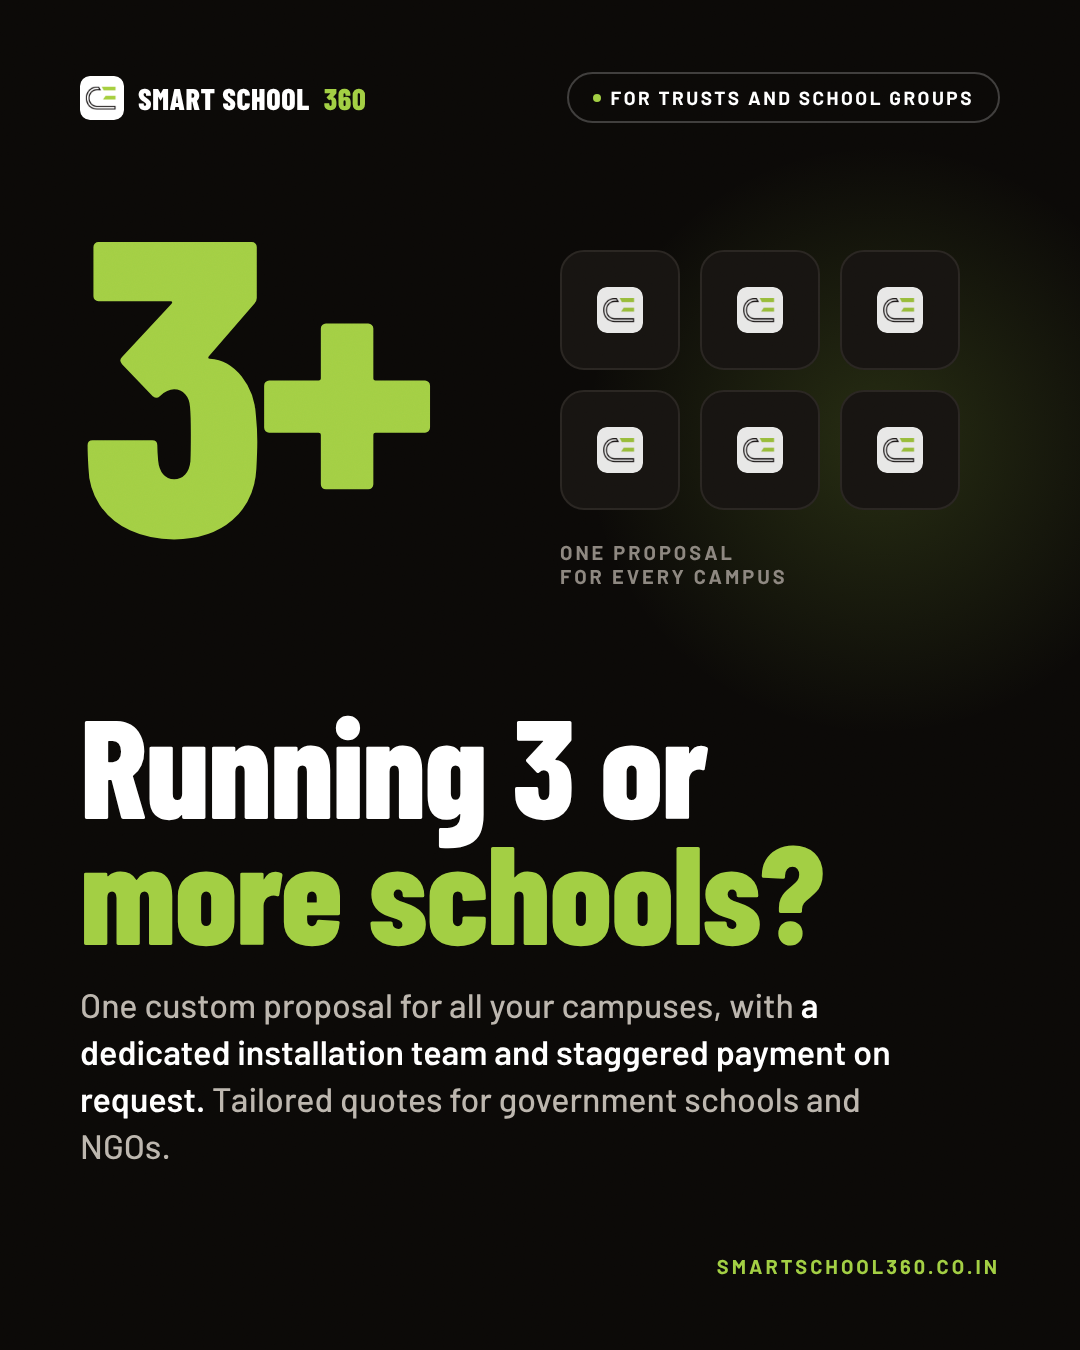 SMART SCHOOL 360
FOR TRUSTS AND SCHOOL GROUPS
3+
ONE PROPOSAL
FOR EVERY CAMPUS
Running 3 or
more schools?
One custom proposal for all your campuses, with a
dedicated installation team and staggered payment on
request. Tailored quotes for government schools and
NGOs.
SMARTSCHOOL360.CO.IN